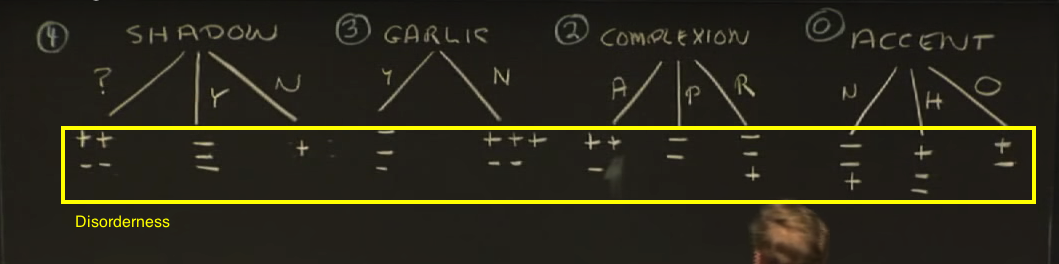 ④ SHADOW ③ GARLIC ② COMPLEXION ⓪ ACCENT
? Y N Y N A P R N H O
++ − + − +++ ++ − − − + +
-- − − -- − − − − − −
− − + + −
Disorderness